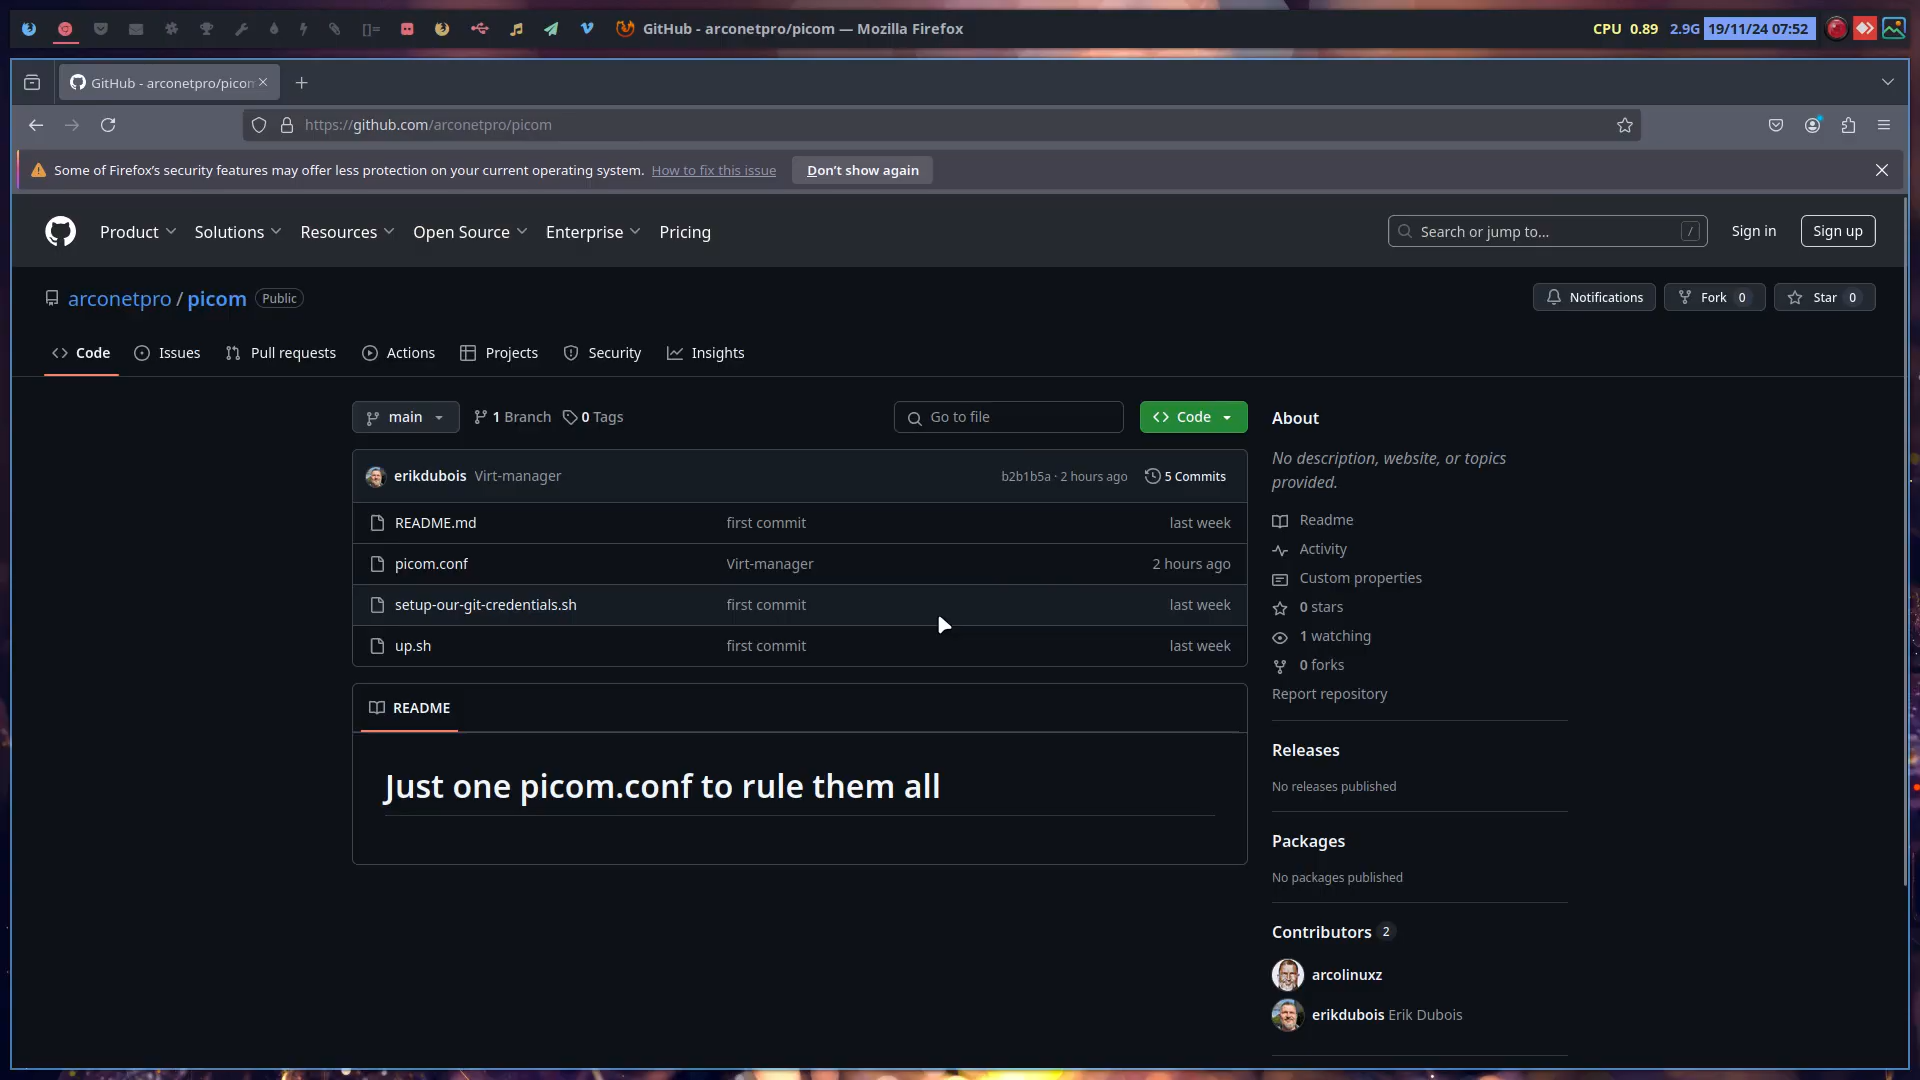 GitHub - arconetpro/picom — Mozilla Firefox
CPU 0.89 2.9G 19/11/24 07:52
GitHub - arconetpro/picom
https://github.com/arconetpro/picom
Some of Firefox’s security features may offer less protection on your current operating system. How to fix this issue Don’t show again
Product Solutions Resources Open Source Enterprise Pricing Search or jump to... / Sign in Sign up
arconetpro / picom Public
Notifications Fork 0 Star 0
Code Issues Pull requests Actions Projects Security Insights
main 1 Branch 0 Tags Go to file Code
erikdubois Virt-manager b2b1b5a · 2 hours ago 5 Commits
README.md first commit last week
picom.conf Virt-manager 2 hours ago
setup-our-git-credentials.sh first commit last week
up.sh first commit last week
README
Just one picom.conf to rule them all
About
No description, website, or topics
provided.
Readme
Activity
Custom properties
0 stars
1 watching
0 forks
Report repository
Releases
No releases published
Packages
No packages published
Contributors 2
arcolinuxz
erikdubois Erik Dubois